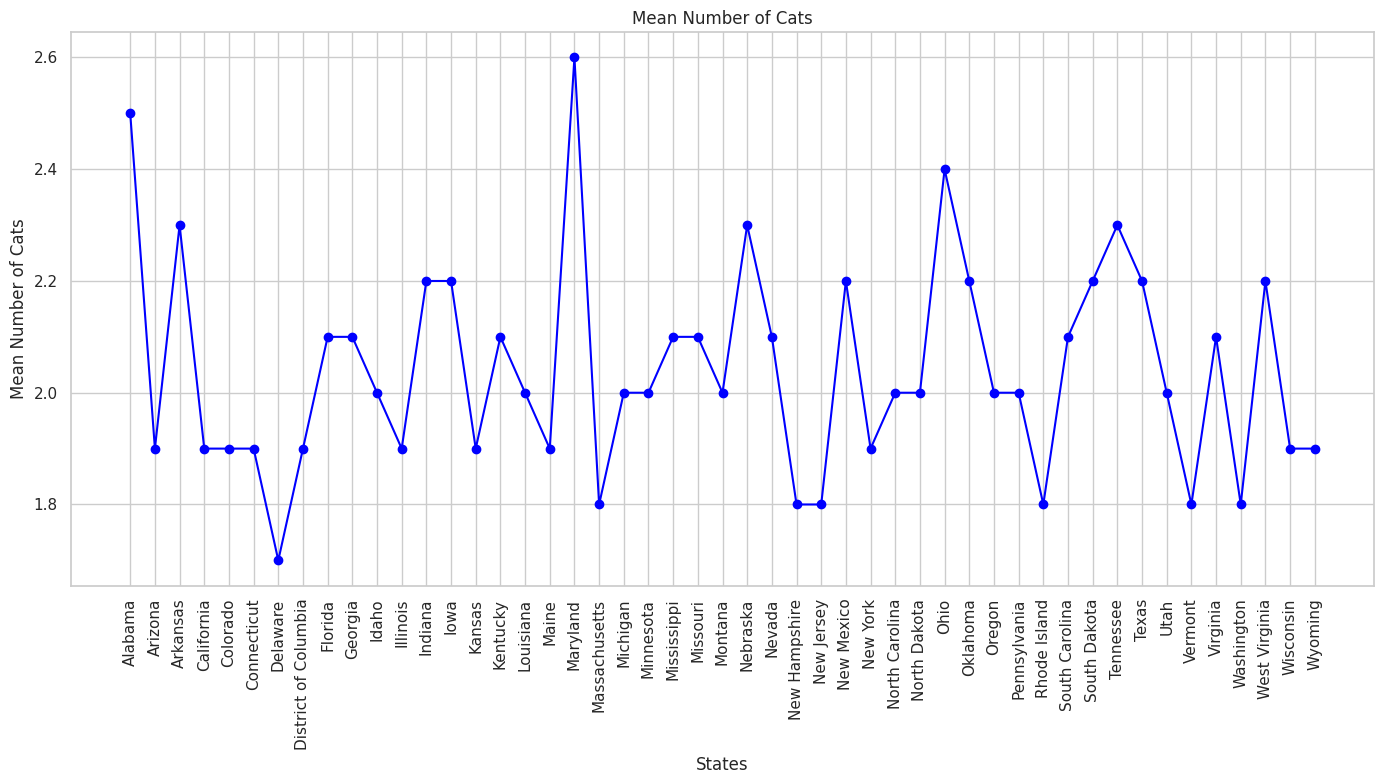 Mean Number of Cats
Mean Number of Cats
2.6
2.4
2.2
2.0
1.8
Alabama
Arizona
Arkansas
California
Colorado
Connecticut
Delaware
District of Columbia
Florida
Georgia
Idaho
Illinois
Indiana
Iowa
Kansas
Kentucky
Louisiana
Maine
Maryland
Massachusetts
Michigan
Minnesota
Mississippi
Missouri
Montana
Nebraska
Nevada
New Hampshire
New Jersey
New Mexico
New York
North Carolina
North Dakota
Ohio
Oklahoma
Oregon
Pennsylvania
Rhode Island
South Carolina
South Dakota
Tennessee
Texas
Utah
Vermont
Virginia
Washington
West Virginia
Wisconsin
Wyoming
States